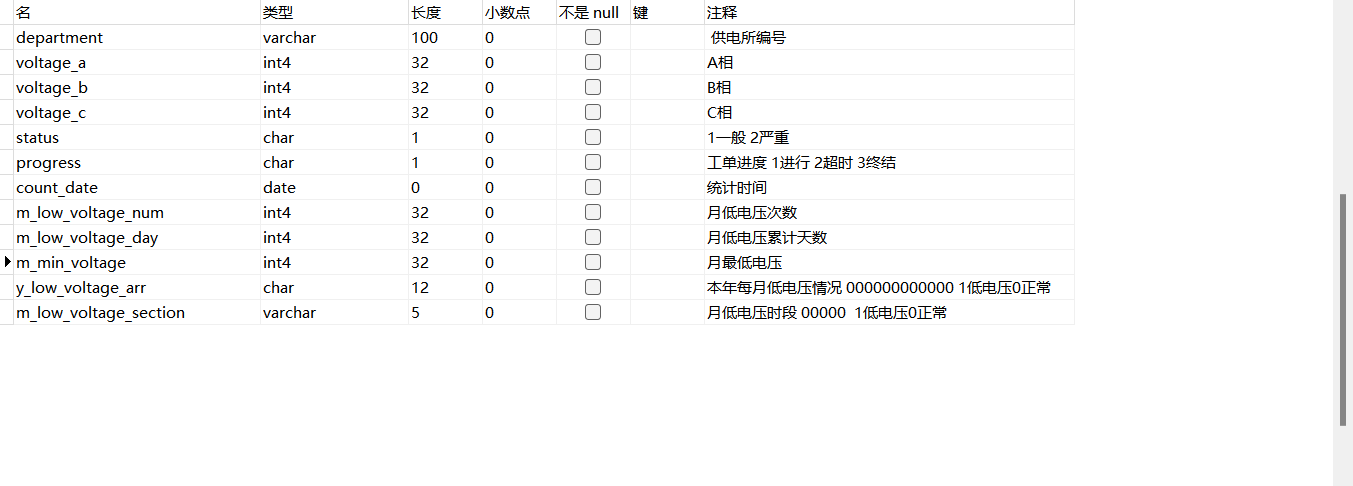 名 类型 长度 小数点 不是 null 键 注释
department varchar 100 0 供电所编号
voltage_a int4 32 0 A相
voltage_b int4 32 0 B相
voltage_c int4 32 0 C相
status char 1 0 1一般 2严重
progress char 1 0 工单进度 1进行 2超时 3终结
count_date date 0 0 统计时间
m_low_voltage_num int4 32 0 月低电压次数
m_low_voltage_day int4 32 0 月低电压累计天数
m_min_voltage int4 32 0 月最低电压
y_low_voltage_arr char 12 0 本年每月低电压情况 000000000000 1低电压0正常
m_low_voltage_section varchar 5 0 月低电压时段 00000  1低电压0正常